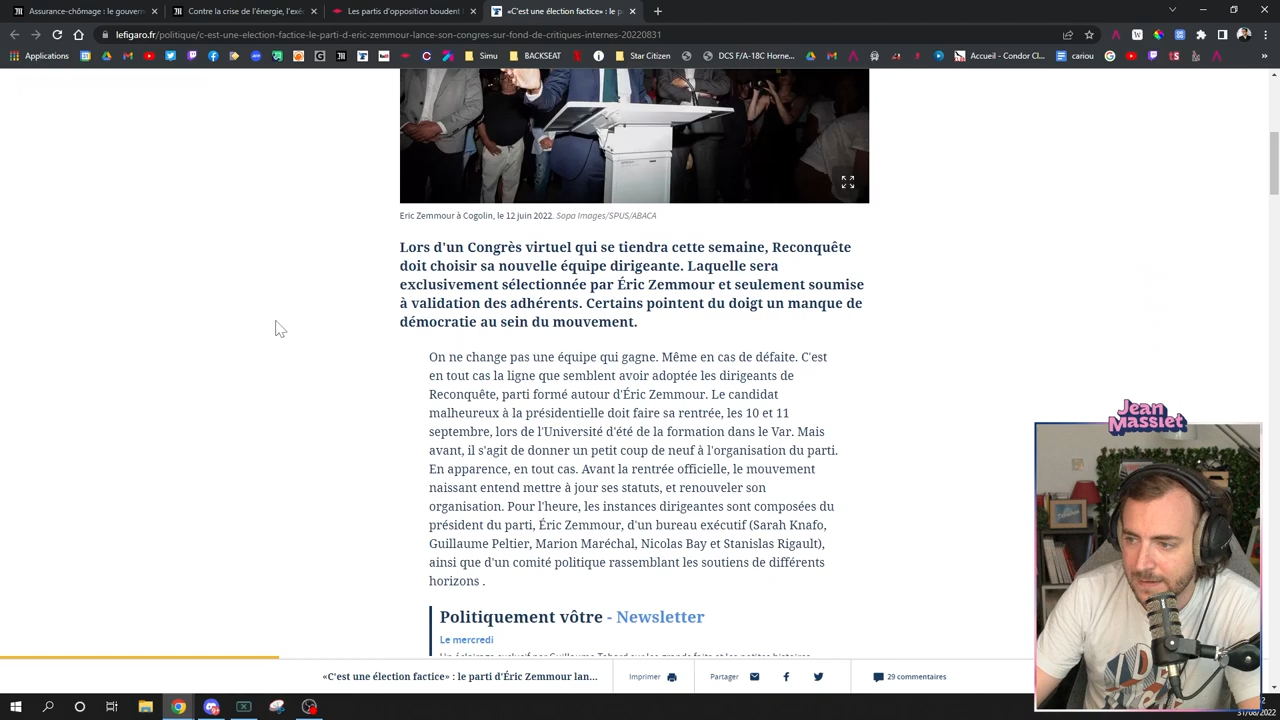 Assurance-chômage: le gouver
Contre la crise de l'énergie, l'exéc
Les partis d'opposition boudent l
«C'est une élection factice» : le p
lefigaro.fr/politique/c-est-une-election-factice-le-parti-d-eric-zemmour-lance-son-congres-sur-fond-de-critiques-internes-20220831
Applications
Simu
BACKSEAT
Star Citizen
DCS F/A-18C Horne...
Accueil - Condor Cl...
cariou
Eric Zemmour à Cogolin, le 12 juin 2022. Sopa Images/SPUS/ABACA
Lors d'un Congrès virtuel qui se tiendra cette semaine, Reconquête
doit choisir sa nouvelle équipe dirigeante. Laquelle sera
exclusivement sélectionnée par Éric Zemmour et seulement soumise
à validation des adhérents. Certains pointent du doigt un manque de
démocratie au sein du mouvement.
On ne change pas une équipe qui gagne. Même en cas de défaite. C'est
en tout cas la ligne que semblent avoir adoptée les dirigeants de
Reconquête, parti formé autour d'Éric Zemmour. Le candidat
malheureux à la présidentielle doit faire sa rentrée, les 10 et 11
septembre, lors de l'Université d'été de la formation dans le Var. Mais
avant, il s'agit de donner un petit coup de neuf à l'organisation du parti.
En apparence, en tout cas. Avant la rentrée officielle, le mouvement
naissant entend mettre à jour ses statuts, et renouveler son
organisation. Pour l'heure, les instances dirigeantes sont composées du
président du parti, Éric Zemmour, d'un bureau exécutif (Sarah Knafo,
Guillaume Peltier, Marion Maréchal, Nicolas Bay et Stanislas Rigault),
ainsi que d'un comité politique rassemblant les soutiens de différents
horizons .
Politiquement vôtre - Newsletter
Le mercredi
Jean
Massiet
«C'est une élection factice» : le parti d'Éric Zemmour lan...
Imprimer
Partager
29 commentaires
31/08/2022